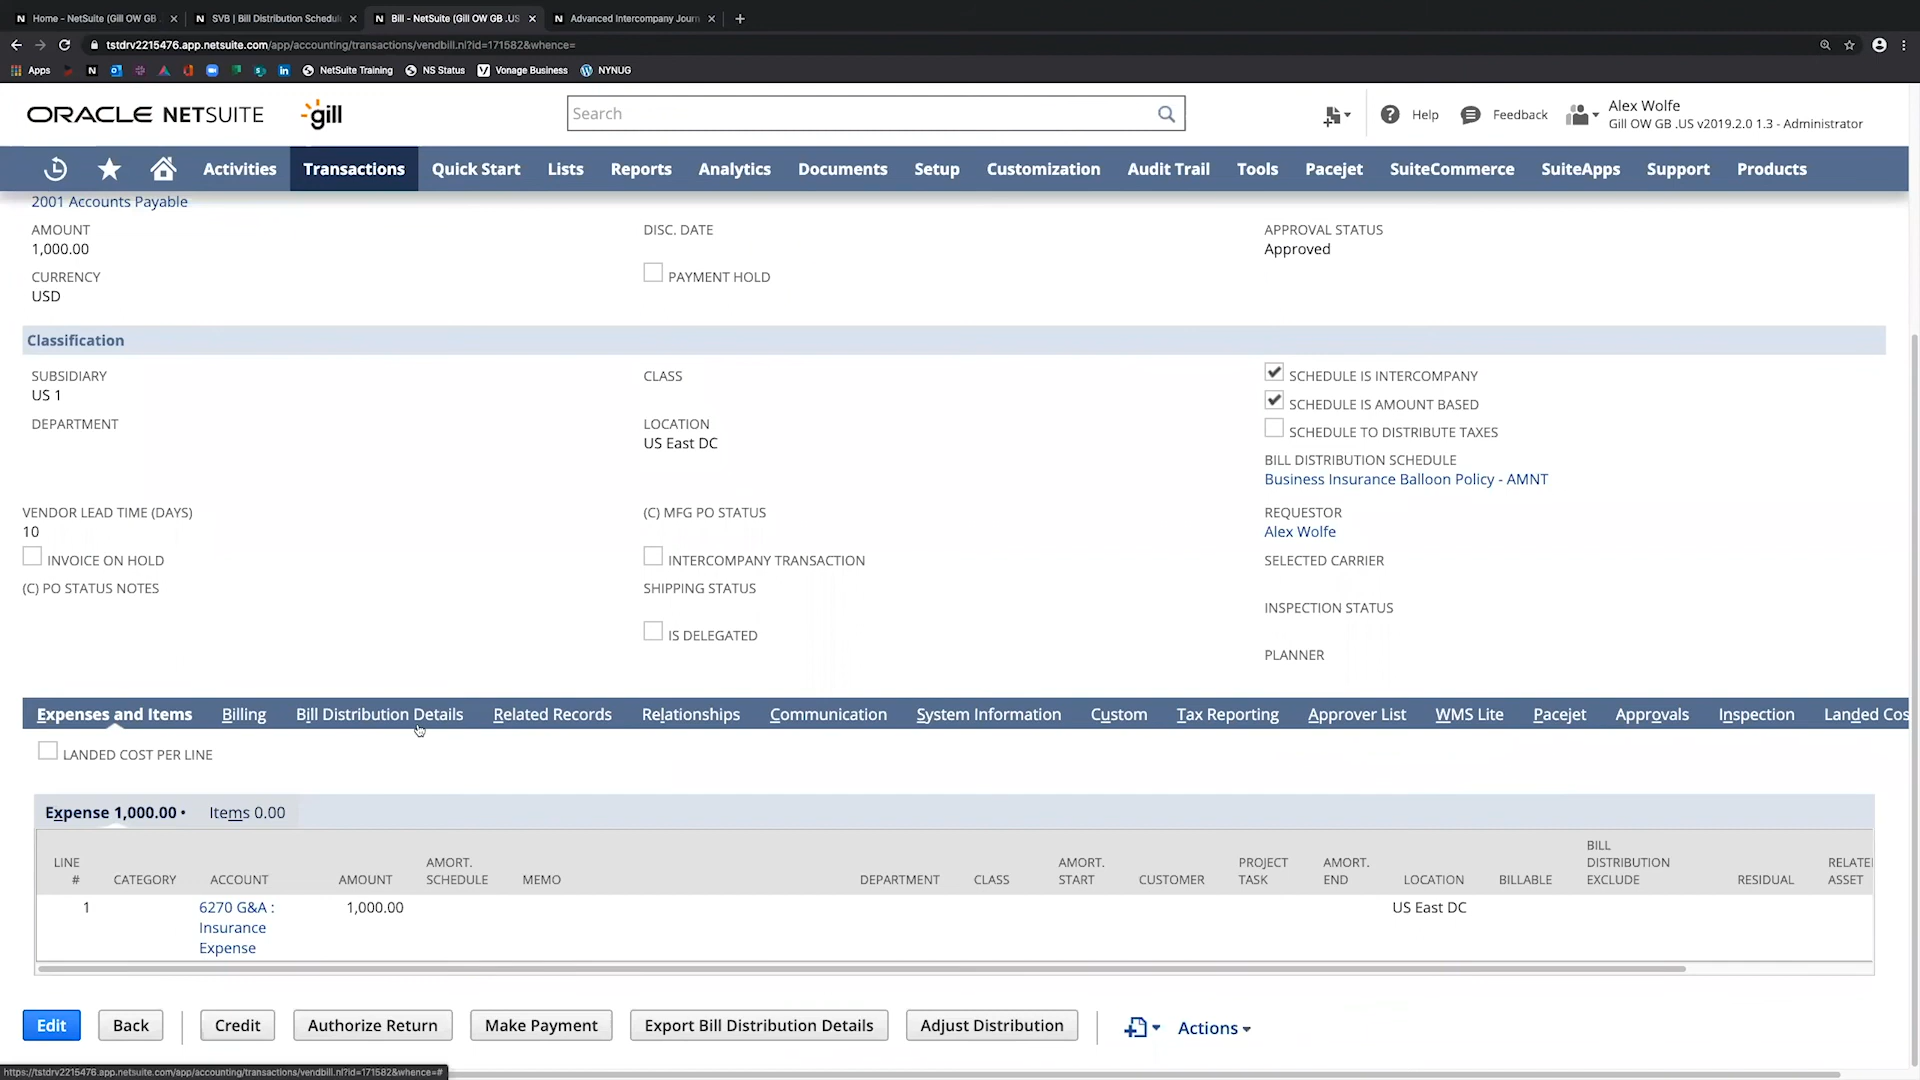 Home - NetSuite (Gill OW GB
SVB | Bill Distribution Schedul
Bill - NetSuite (Gill OW GB .US
Advanced Intercompany Journ
tstdrv2215476.app.netsuite.com/app/accounting/transactions/vendbill.nl?id=171582&whence=
Apps
NetSuite Training
NS Status
Vonage Business
NYNUG
ORACLE NETSUITE
gill
Search
Help
Feedback
Alex Wolfe
Gill OW GB .US v2019.2.0 1.3 - Administrator
Activities
Transactions
Quick Start
Lists
Reports
Analytics
Documents
Setup
Customization
Audit Trail
Tools
Pacejet
SuiteCommerce
SuiteApps
Support
Products
2001 Accounts Payable
AMOUNT
1,000.00
CURRENCY
USD
DISC. DATE
PAYMENT HOLD
APPROVAL STATUS
Approved
Classification
SUBSIDIARY
US 1
DEPARTMENT
CLASS
LOCATION
US East DC
SCHEDULE IS INTERCOMPANY
SCHEDULE IS AMOUNT BASED
SCHEDULE TO DISTRIBUTE TAXES
BILL DISTRIBUTION SCHEDULE
Business Insurance Balloon Policy - AMNT
VENDOR LEAD TIME (DAYS)
10
INVOICE ON HOLD
(C) PO STATUS NOTES
(C) MFG PO STATUS
INTERCOMPANY TRANSACTION
SHIPPING STATUS
IS DELEGATED
REQUESTOR
Alex Wolfe
SELECTED CARRIER
INSPECTION STATUS
PLANNER
Expenses and Items
Billing
Bill Distribution Details
Related Records
Relationships
Communication
System Information
Custom
Tax Reporting
Approver List
WMS Lite
Pacejet
Approvals
Inspection
Landed Cos
LANDED COST PER LINE
Expense 1,000.00 •
Items 0.00
LINE #
CATEGORY
ACCOUNT
AMOUNT
AMORT. SCHEDULE
MEMO
DEPARTMENT
CLASS
AMORT. START
CUSTOMER
PROJECT TASK
AMORT. END
LOCATION
BILLABLE
BILL DISTRIBUTION EXCLUDE
RESIDUAL
RELATE ASSET
1
6270 G&A :
Insurance
Expense
1,000.00
US East DC
Edit
Back
Credit
Authorize Return
Make Payment
Export Bill Distribution Details
Adjust Distribution
Actions
https://tstdrv2215476.app.netsuite.com/app/accounting/transactions/vendbill.nl?id=171582&whence=#